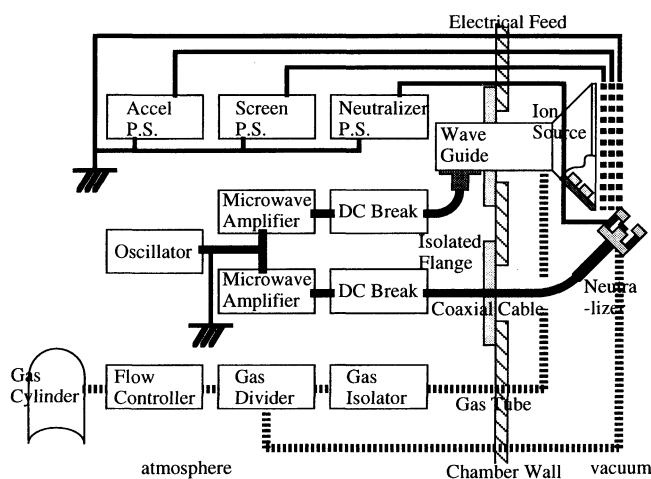 Electrical Feed
Accel
P.S.
Screen
P.S.
Neutralizer
P.S.
Wave
Guide
Ion
Source
Microwave
Amplifier
DC Break
Oscillator
Isolated
Flange
Microwave
Amplifier
DC Break
Coaxial Cable
Neutra
-lizer
Gas
Cylinder
Flow
Controller
Gas
Divider
Gas
Isolator
Gas Tube
atmosphere
Chamber Wall
vacuum